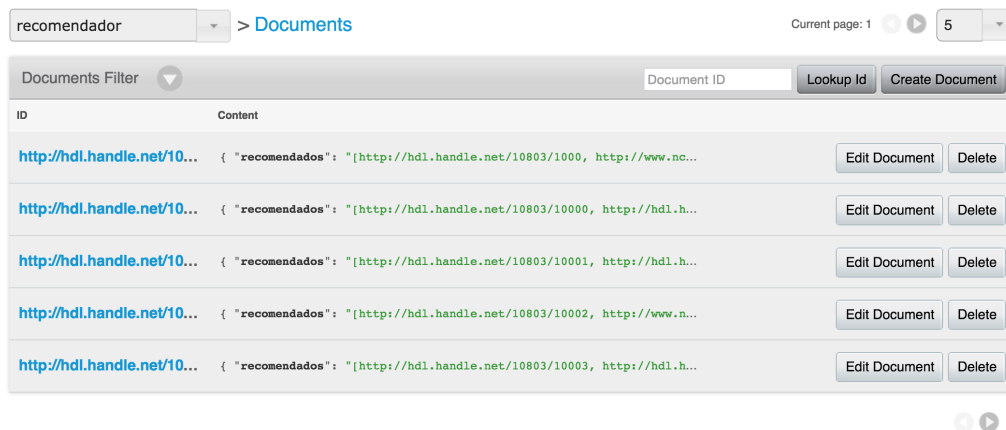 recomendador > Documents Current page: 1 5
Documents Filter Document ID Lookup Id Create Document
ID Content
http://hdl.handle.net/10... { "recomendados": "[http://hdl.handle.net/10803/1000, http://www.nc... Edit Document Delete
http://hdl.handle.net/10... { "recomendados": "[http://hdl.handle.net/10803/10000, http://hdl.h... Edit Document Delete
http://hdl.handle.net/10... { "recomendados": "[http://hdl.handle.net/10803/10001, http://hdl.h... Edit Document Delete
http://hdl.handle.net/10... { "recomendados": "[http://hdl.handle.net/10803/10002, http://www.n... Edit Document Delete
http://hdl.handle.net/10... { "recomendados": "[http://hdl.handle.net/10803/10003, http://hdl.h... Edit Document Delete